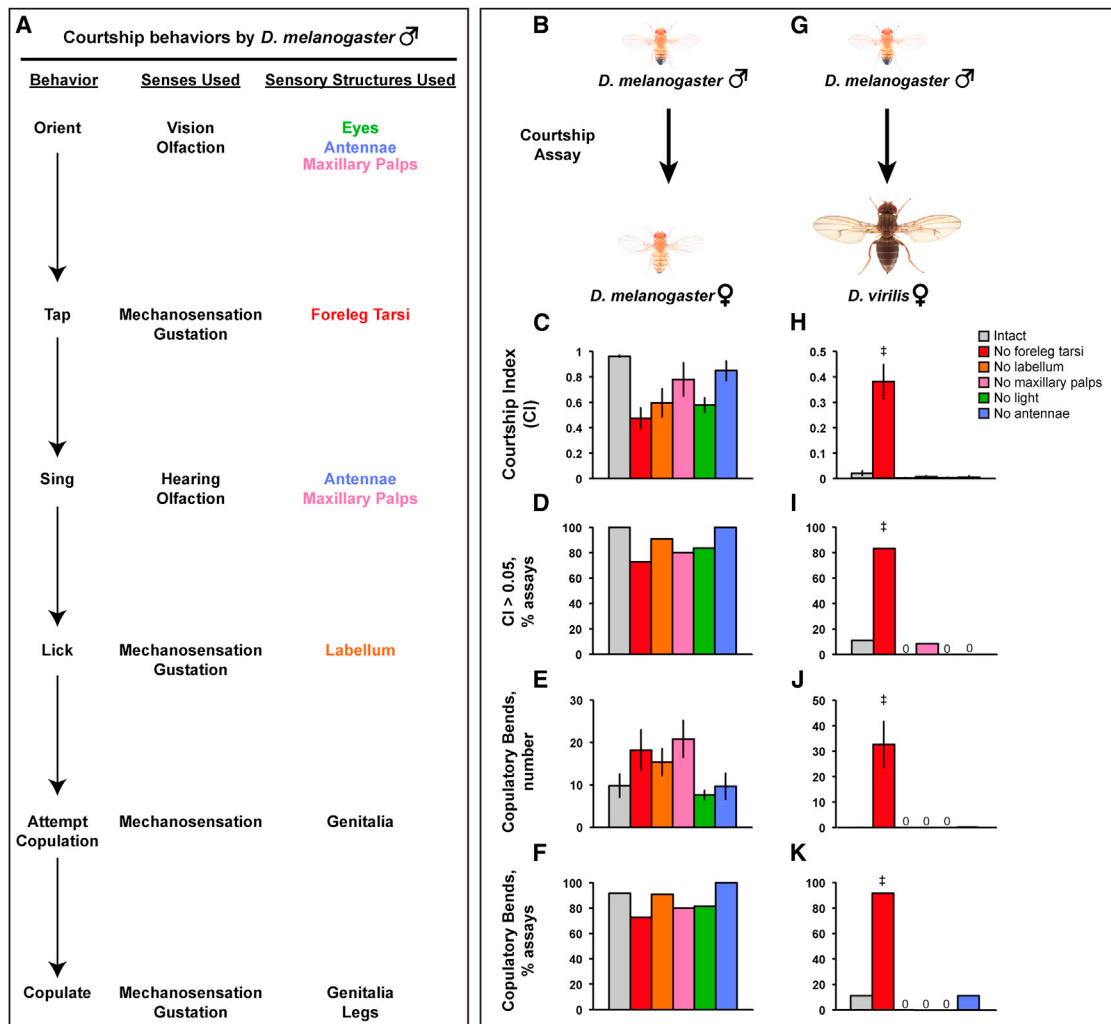 A
Courtship behaviors by D. melanogaster ♂
Behavior Senses Used Sensory Structures Used
Orient Vision Eyes
Olfaction Antennae
Maxillary Palps
Tap Mechanosensation Foreleg Tarsi
Gustation
Sing Hearing Antennae
Olfaction Maxillary Palps
Lick Mechanosensation Labellum
Gustation
Attempt Mechanosensation Genitalia
Copulation
Copulate Mechanosensation Genitalia
Gustation Legs
B
D. melanogaster ♂
Courtship
Assay
D. melanogaster ♀
C
Courtship Index
(CI)
1
0.8
0.6
0.4
0.2
0
D
CI > 0.05,
% assays
100
80
60
40
20
0
E
Copulatory Bends,
number
30
20
10
0
F
Copulatory Bends,
% assays
100
80
60
40
20
0
G
D. melanogaster ♂
D. virilis ♀
H
0.5
0.4
0.3
0.2
0.1
0
‡
Intact
No foreleg tarsi
No labellum
No maxillary palps
No light
No antennae
I
100
80
60
40
20
0
‡
0 0 0
J
50
40
30
20
10
0
‡
0 0 0
K
100
80
60
40
20
0
‡
0 0 0